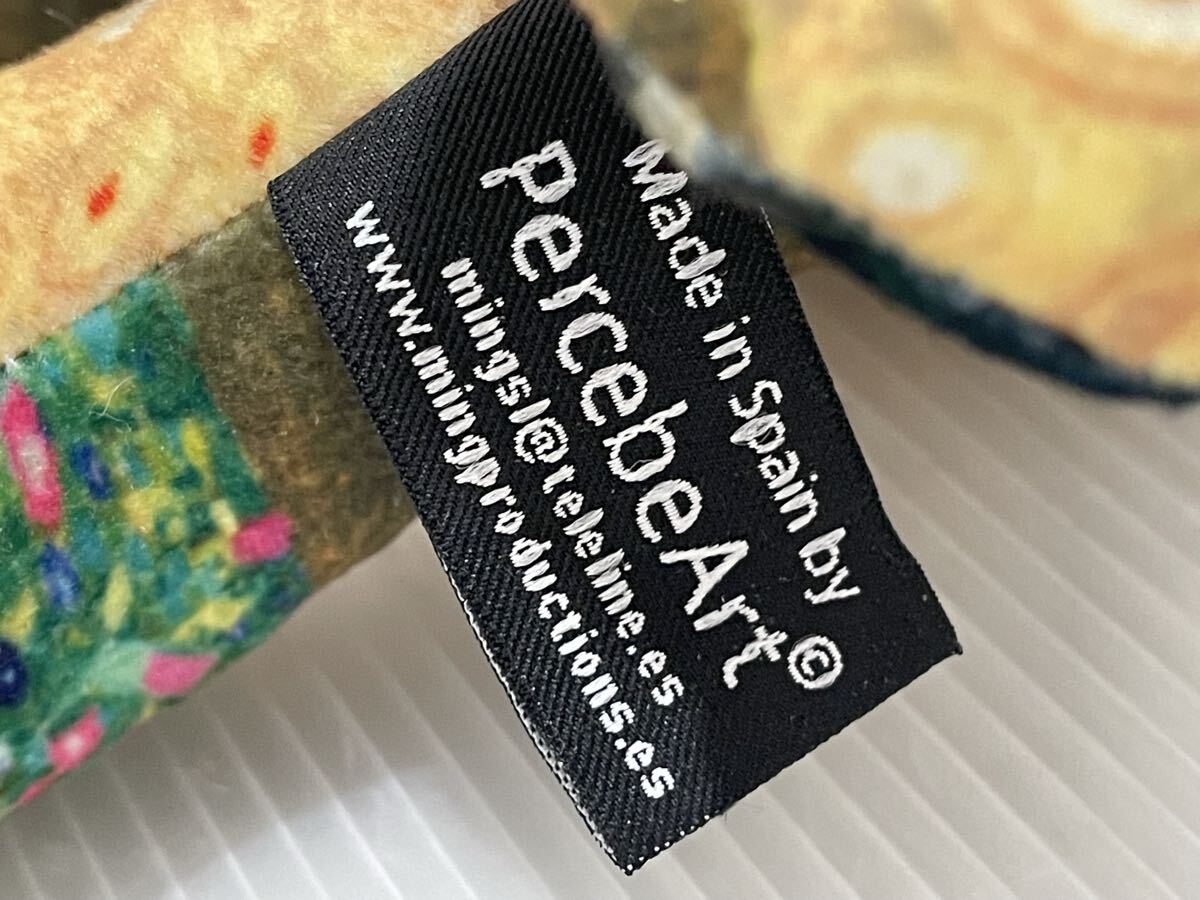 Made in Spain by
PercebeArt©
mingsl@teleline.es
www.mingproductions.es